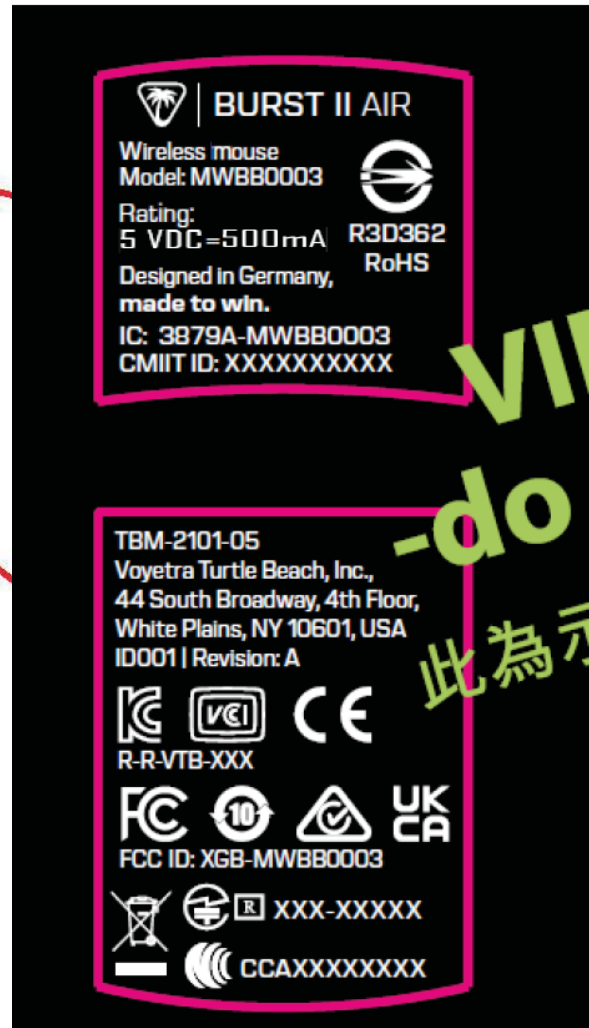 BURST II AIR
Wireless mouse
Model: MWBB0003
Rating:
5 VDC=500mA
R3D362
RoHS
Designed in Germany,
made to win.
IC: 3879A-MWBB0003
CMIIT ID: XXXXXXXXXX
-do
此為示
TBM-2101-05
Voyetra Turtle Beach, Inc.,
44 South Broadway, 4th Floor,
White Plains, NY 10601, USA
ID001 | Revision: A
KC VCCI CE
R-R-VTB-XXX
FC 10 UK CA
FCC ID: XGB-MWBB0003
R XXX-XXXXX
CCAXXXXXXXXX